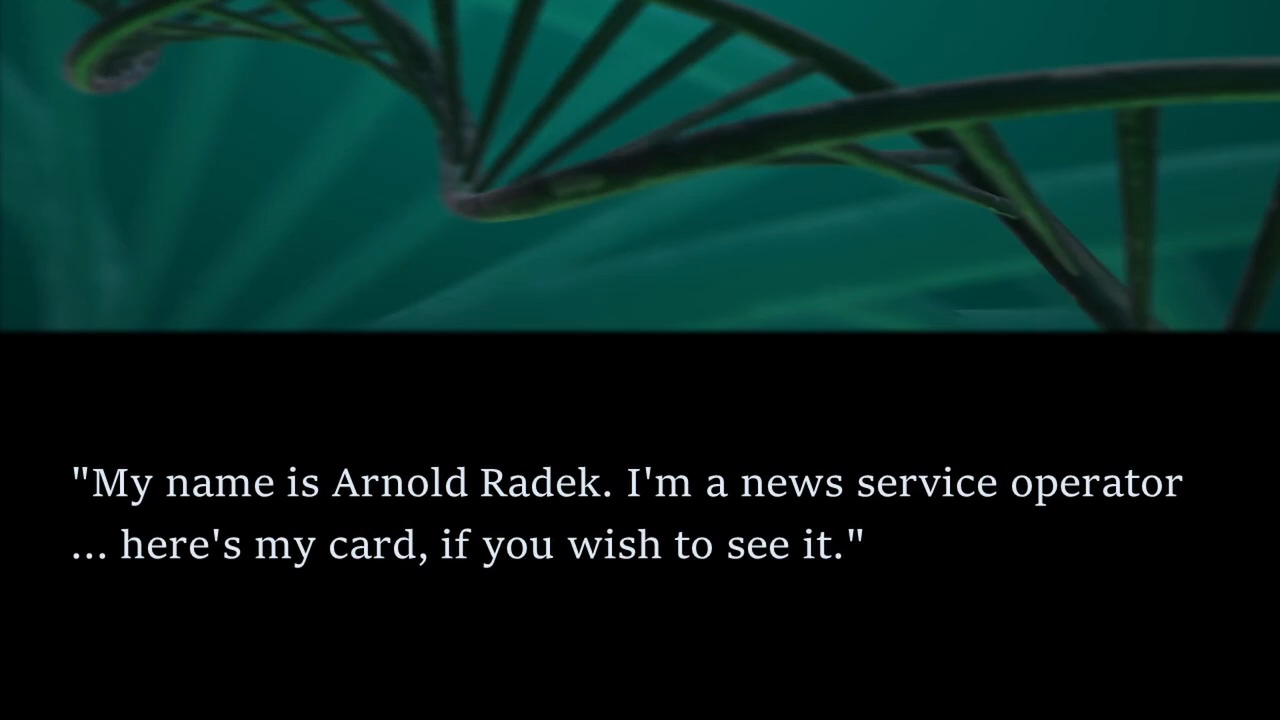 "My name is Arnold Radek. I'm a news service operator
... here's my card, if you wish to see it."